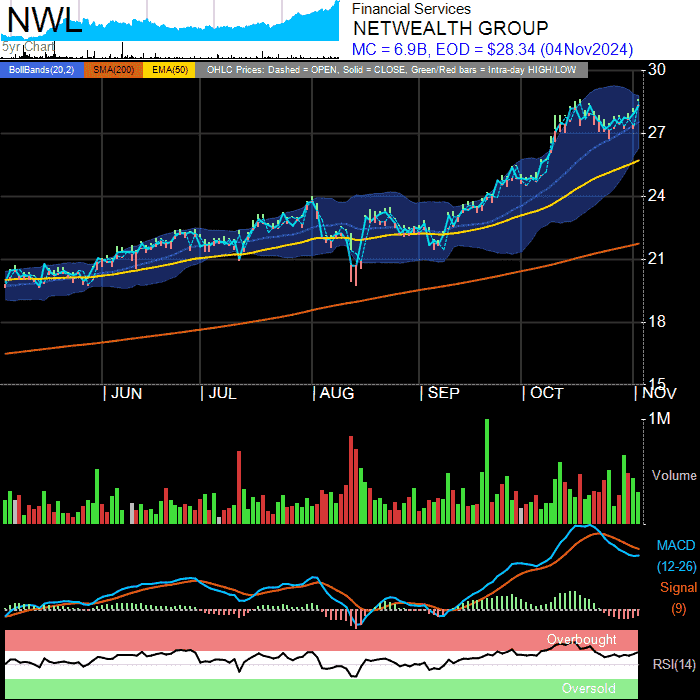 NWL
5yr Chart
Financial Services
NETWEALTH GROUP
MC = 6.9B, EOD = $28.34 (04Nov2024)
BollBands(20,2) SMA(200) EMA(50) OHLC Prices: Dashed = OPEN, Solid = CLOSE, Green/Red bars = Intra-day HIGH/LOW
30
27
24
21
18
15
JUN JUL AUG SEP OCT NOV
1M
Volume
MACD
(12-26)
Signal
(9)
Overbought
RSI(14)
Oversold